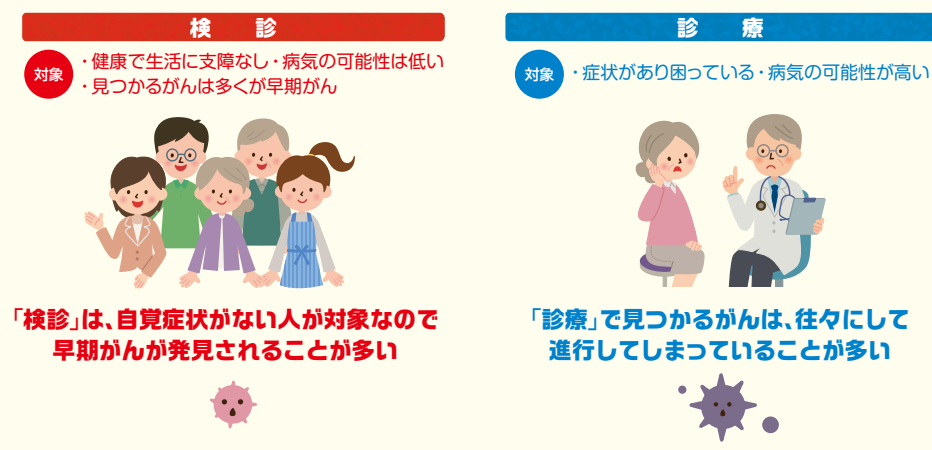 検診
対象
・健康で生活に支障なし・病気の可能性は低い
・見つかるがんは多くが早期がん
「検診」は、自覚症状がない人が対象なので
早期がんが発見されることが多い
診療
対象
・症状があり困っている・病気の可能性が高い
「診療」で見つかるがんは、往々にして
進行してしまっていることが多い